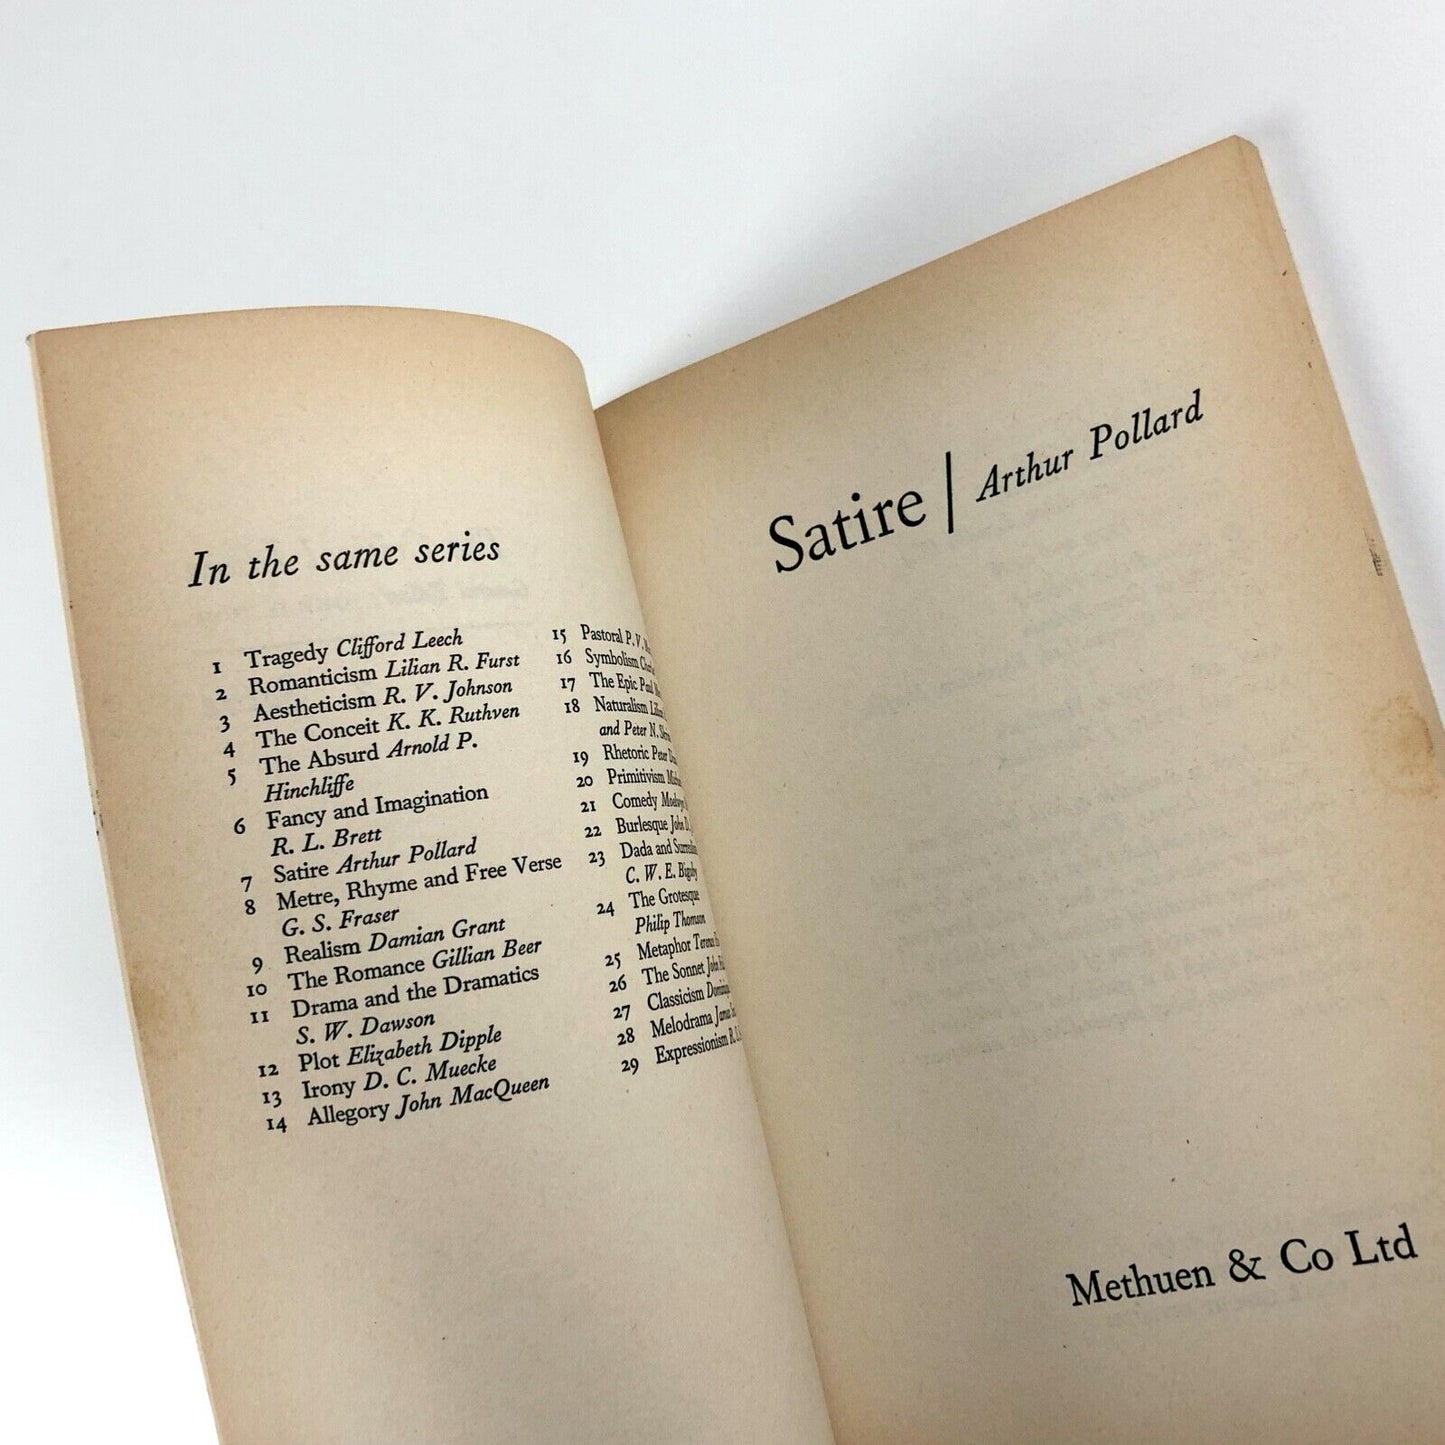 In the same series
1 Tragedy Clifford Leech
2 Romanticism Lilian R. Furst
3 Aestheticism R. V. Johnson
4 The Conceit K. K. Ruthven
5 The Absurd Arnold P.
Hinchliffe
6 Fancy and Imagination
R. L. Brett
7 Satire Arthur Pollard
8 Metre, Rhyme and Free Verse
G. S. Fraser
9 Realism Damian Grant
10 The Romance Gillian Beer
11 Drama and the Dramatics
S. W. Dawson
12 Plot Elizabeth Dipple
13 Irony D. C. Muecke
14 Allegory John MacQueen
15 Pastoral P. V.
16 Symbolism
17 The Epic Paul
18 Naturalism
and Peter N.
19 Rhetoric Peter
20 Primitivism
21 Comedy
22 Burlesque John D.
23 Dada and
C. W. E. Bigsby
24 The Grotesque
Philip Thomson
25 Metaphor
26 The Sonnet John
27 Classicism
28 Melodrama
29 Expressionism R.
Satire | Arthur Pollard
Methuen & Co Ltd